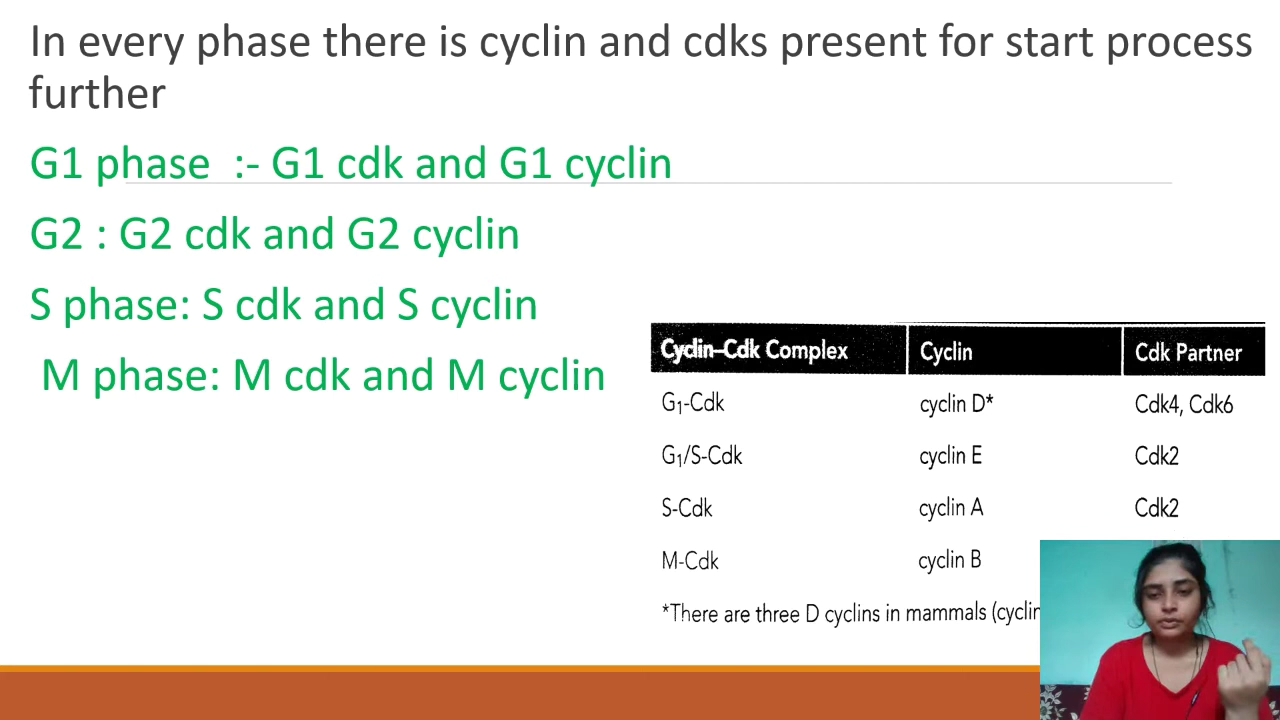 In every phase there is cyclin and cdks present for start process
further
G1 phase :- G1 cdk and G1 cyclin
G2 : G2 cdk and G2 cyclin
S phase: S cdk and S cyclin
M phase: M cdk and M cyclin
Cyclin–Cdk Complex Cyclin Cdk Partner
G₁-Cdk cyclin D* Cdk4, Cdk6
G₁/S-Cdk cyclin E Cdk2
S-Cdk cyclin A Cdk2
M-Cdk cyclin B
*There are three D cyclins in mammals